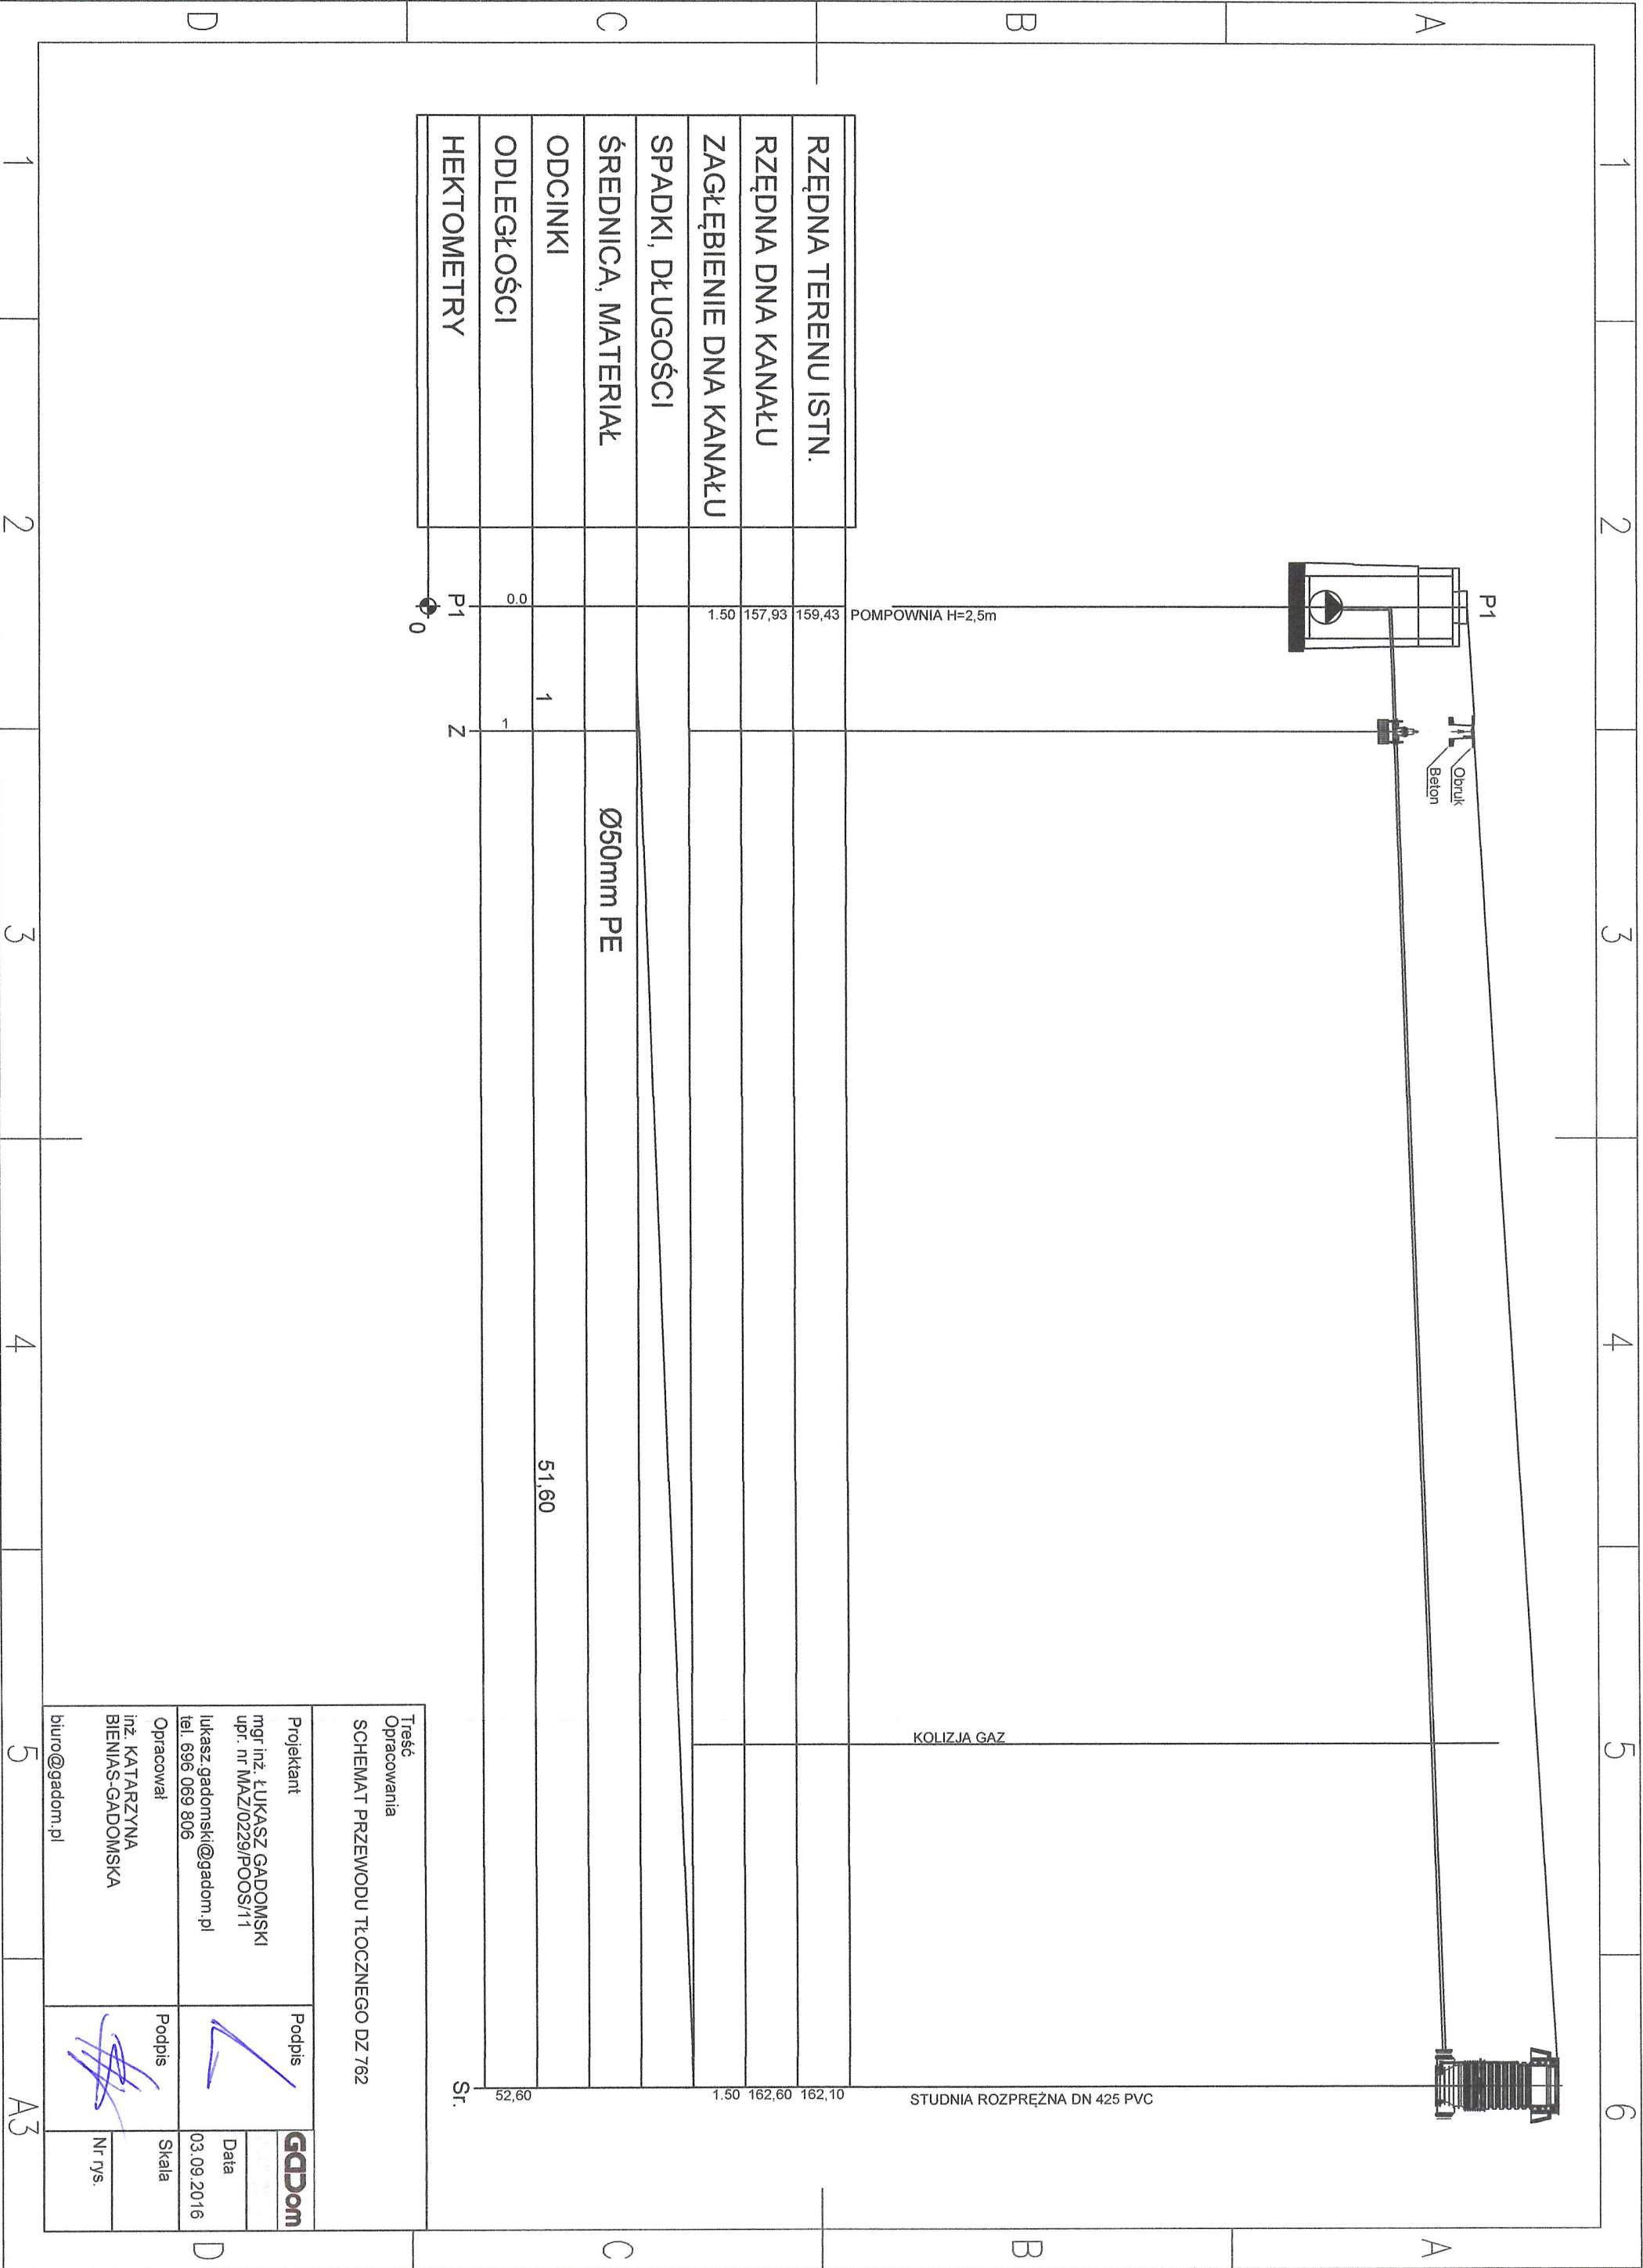 1
2
3
4
5
6
A
B
C
D
P1
Obruk
Beton
POMPOWNIA H=2,5m
KOLIZJA GAZ
STUDNIA ROZPRĘŻNA DN 425 PVC
RZĘDNA TERENU ISTN. 159,43 162,10
RZĘDNA DNA KANAŁU 157,93 162,60
ZAGŁĘBIENIE DNA KANAŁU 1.50 1.50
SPADKI, DŁUGOŚCI
ŚREDNICA, MATERIAŁ Ø50mm PE
ODCINKI 1 51,60
ODLEGŁOŚCI 0.0 1 52,60
HEKTOMETRY P1 Z Sr.
0
Treść
Opracowania
SCHEMAT PRZEWODU TŁOCZNEGO DZ 762
Projektant
mgr inż. ŁUKASZ GADOMSKI
upr. nr MAZ/0229/POOS/11
lukasz.gadomski@gadom.pl
tel. 696 069 806
Podpis
GADom
Data
03.09.2016
Opracował
inż. KATARZYNA
BIENIAS-GADOMSKA
biuro@gadom.pl
Podpis
Skala
Nr rys.
A
B
C
D
1
2
3
4
5
A3